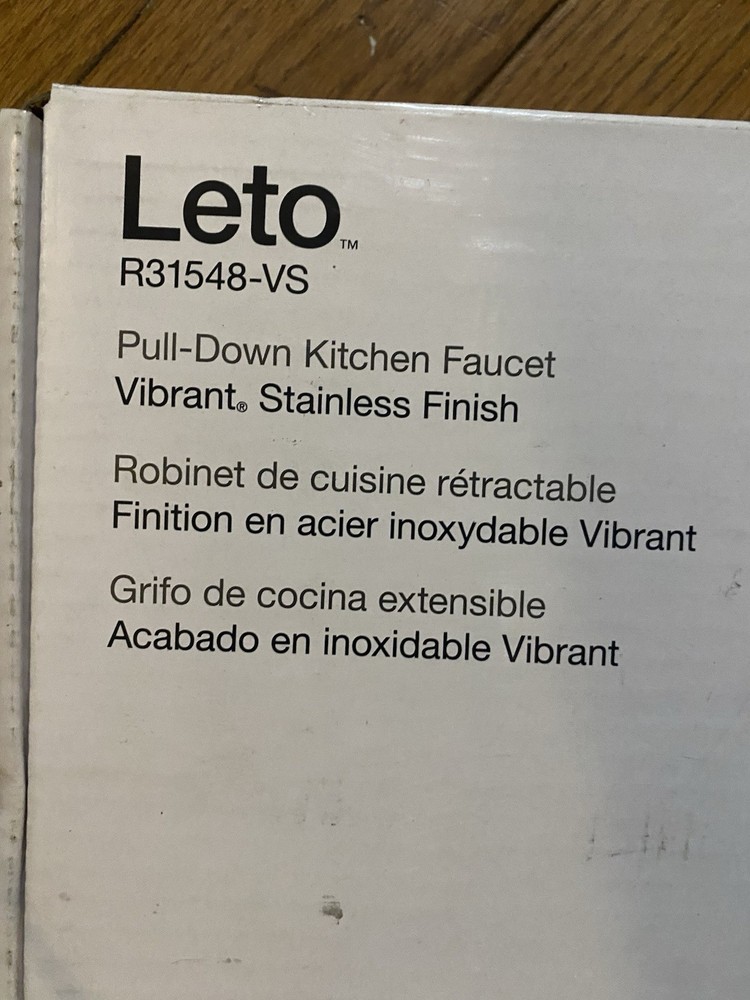 Leto™
R31548-VS
Pull-Down Kitchen Faucet
Vibrant® Stainless Finish
Robinet de cuisine rétractable
Finition en acier inoxydable Vibrant
Grifo de cocina extensible
Acabado en inoxidable Vibrant